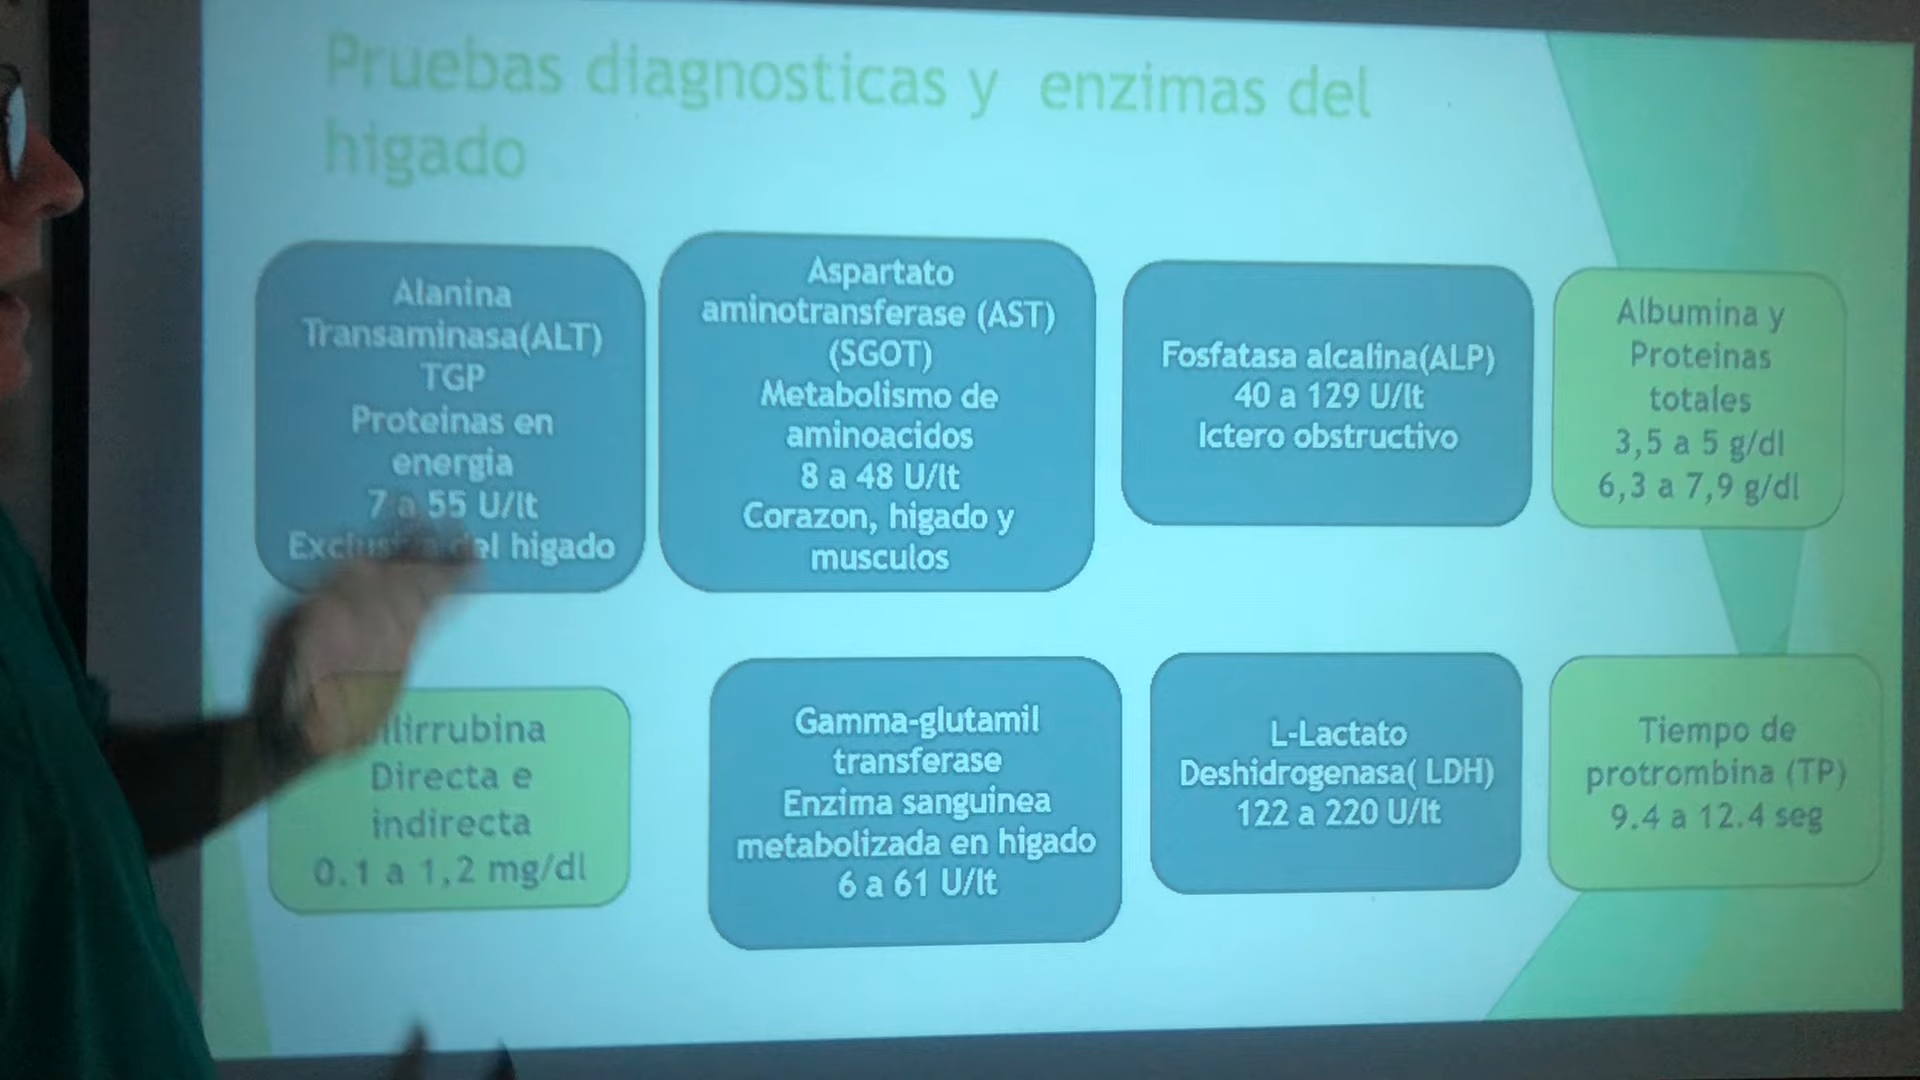 Pruebas diagnosticas y enzimas del
higado
Alanina
Transaminasa(ALT)
TGP
Proteinas en
energia
7 a 55 U/lt
del higado
Aspartato
aminotransferase (AST)
(SGOT)
Metabolismo de
aminoacidos
8 a 48 U/lt
Corazon, higado y
musculos
Fosfatasa alcalina(ALP)
40 a 129 U/lt
Ictero obstructivo
Albumina y
Proteinas
totales
3,5 a 5 g/dl
6,3 a 7,9 g/dl
Directa e
indirecta
0.1 a 1,2 mg/dl
Gamma-glutamil
transferase
Enzima sanguinea
metabolizada en higado
6 a 61 U/lt
L-Lactato
Deshidrogenasa( LDH)
122 a 220 U/lt
Tiempo de
protrombina (TP)
9.4 a 12.4 seg